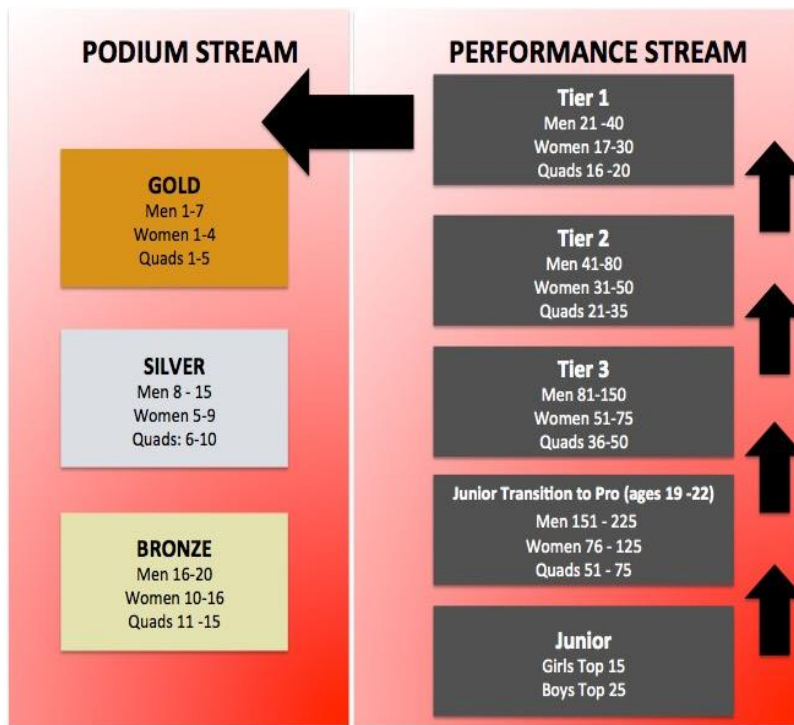 PODIUM STREAM
GOLD
Men 1-7
Women 1-4
Quads 1-5
SILVER
Men 8 - 15
Women 5-9
Quads: 6-10
BRONZE
Men 16-20
Women 10-16
Quads 11 -15
PERFORMANCE STREAM
Tier 1
Men 21 -40
Women 17-30
Quads 16 -20
Tier 2
Men 41-80
Women 31-50
Quads 21-35
Tier 3
Men 81-150
Women 51-75
Quads 36-50
Junior Transition to Pro (ages 19 -22)
Men 151 - 225
Women 76 - 125
Quads 51 - 75
Junior
Girls Top 15
Boys Top 25